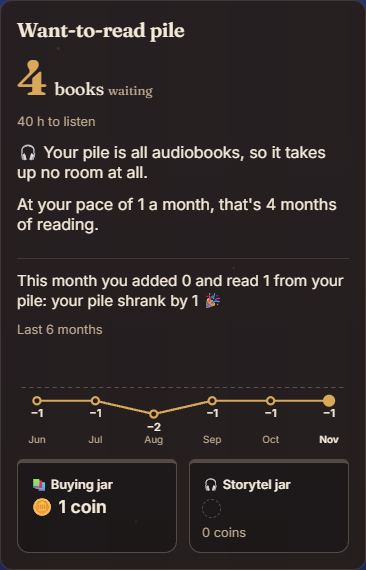 Want-to-read pile
4 books waiting
40 h to listen
🎧 Your pile is all audiobooks, so it takes
up no room at all.
At your pace of 1 a month, that's 4 months
of reading.
This month you added 0 and read 1 from your
pile: your pile shrank by 1 🎉
Last 6 months
−1 −1 −2 −1 −1 −1
Jun Jul Aug Sep Oct Nov
📚 Buying jar
🪙 1 coin
🎧 Storytel jar
0 coins